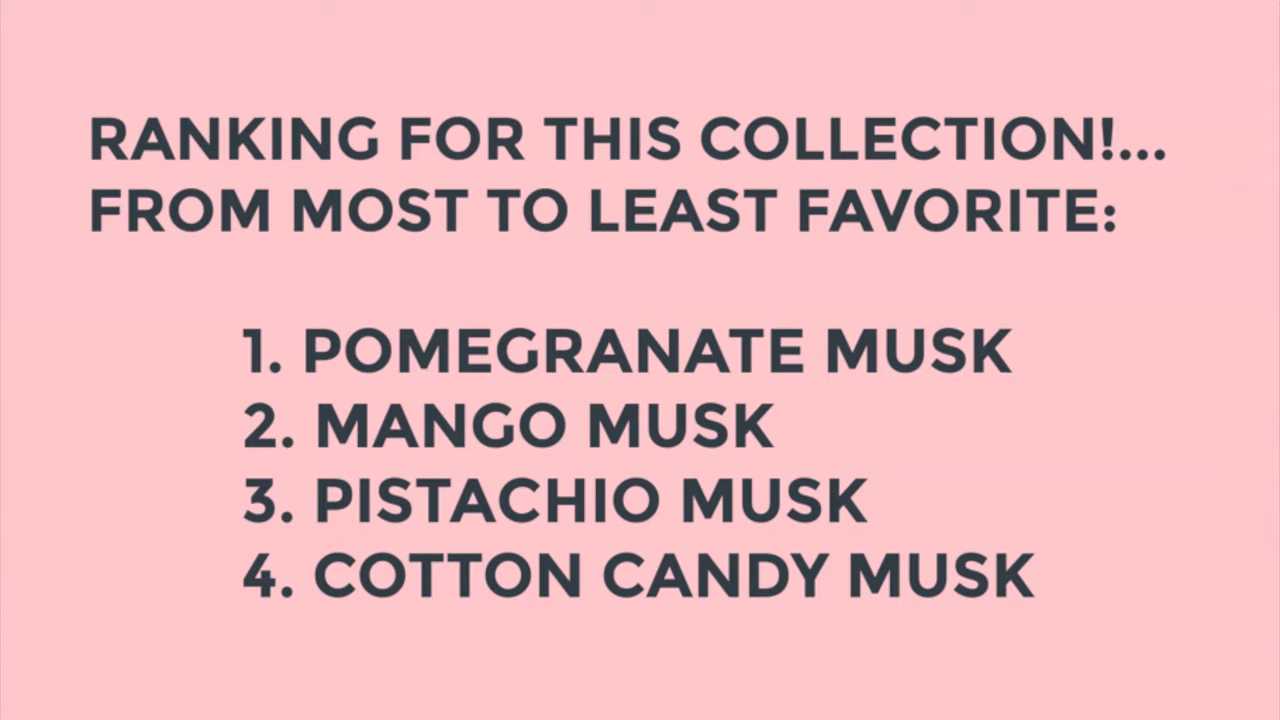 RANKING FOR THIS COLLECTION!...
FROM MOST TO LEAST FAVORITE:
1. POMEGRANATE MUSK
2. MANGO MUSK
3. PISTACHIO MUSK
4. COTTON CANDY MUSK